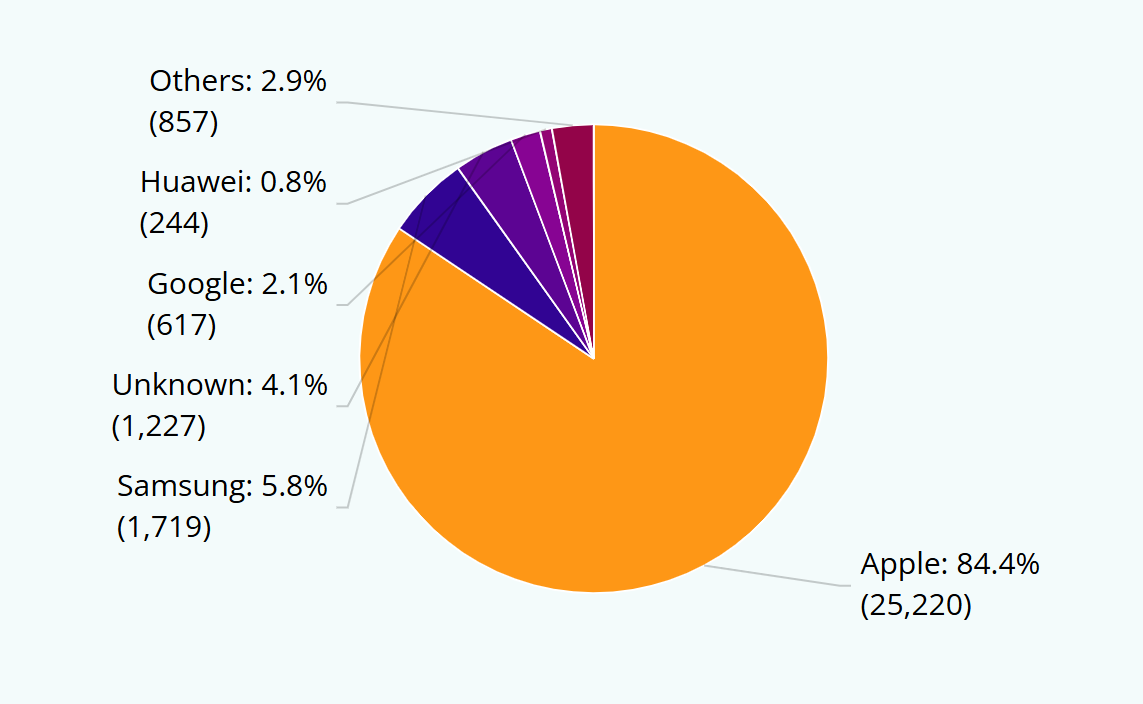 Others: 2.9%
(857)
Huawei: 0.8%
(244)
Google: 2.1%
(617)
Unknown: 4.1%
(1,227)
Samsung: 5.8%
(1,719)
Apple: 84.4%
(25,220)